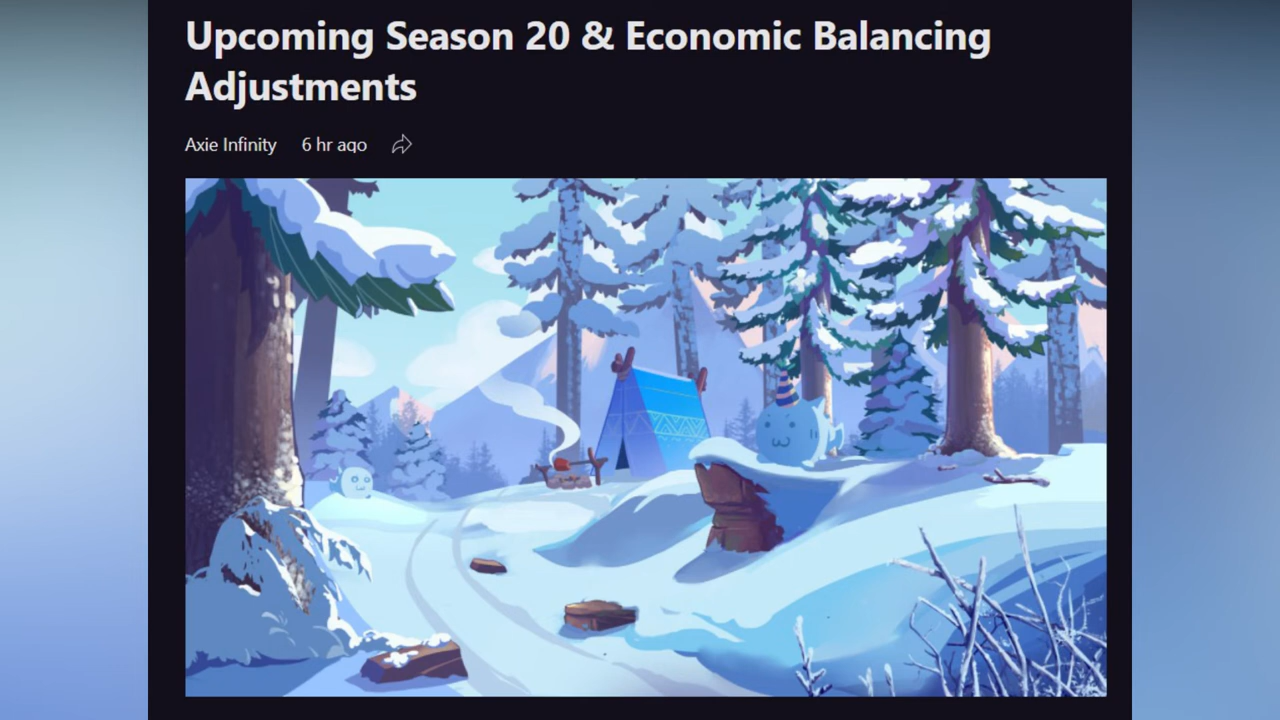 Upcoming Season 20 & Economic Balancing
Adjustments
Axie Infinity 6 hr ago